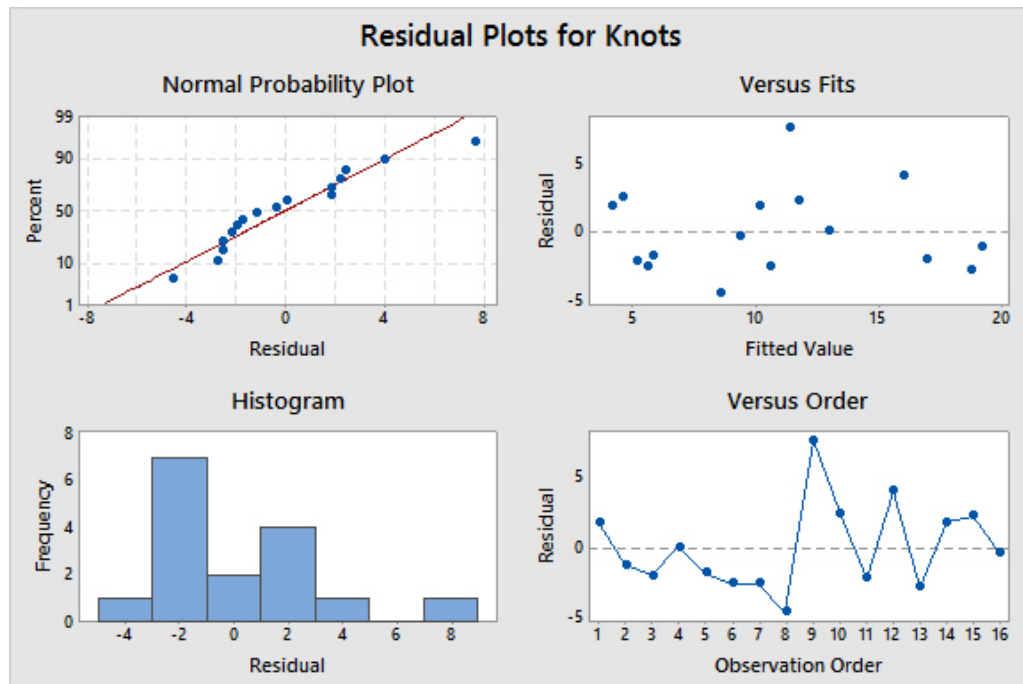 Residual Plots for Knots
Normal Probability Plot
99
90
50
10
1
Percent
-8 -4 0 4 8
Residual
Versus Fits
5
0
-5
Residual
5 10 15 20
Fitted Value
Histogram
8
6
4
2
0
Frequency
-4 -2 0 2 4 6 8
Residual
Versus Order
5
0
-5
Residual
1 2 3 4 5 6 7 8 9 10 11 12 13 14 15 16
Observation Order